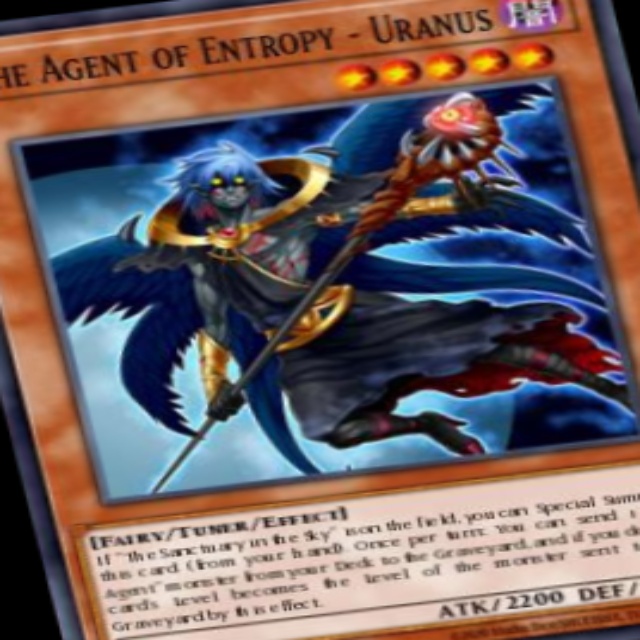 HE AGENT OF ENTROPY - URANUS
[FAIRY/TUNER/EFFECT]
If "The Sanctuary in the Sky" is on the field, you can Special Summ
this card (from your hand). Once per turn: You can send 1
Agent" monster from your Deck to the Graveyard, and if you do
card's Level becomes the Level of the monster sent t
Graveyard by this effect.
ATK/2200 DEF/